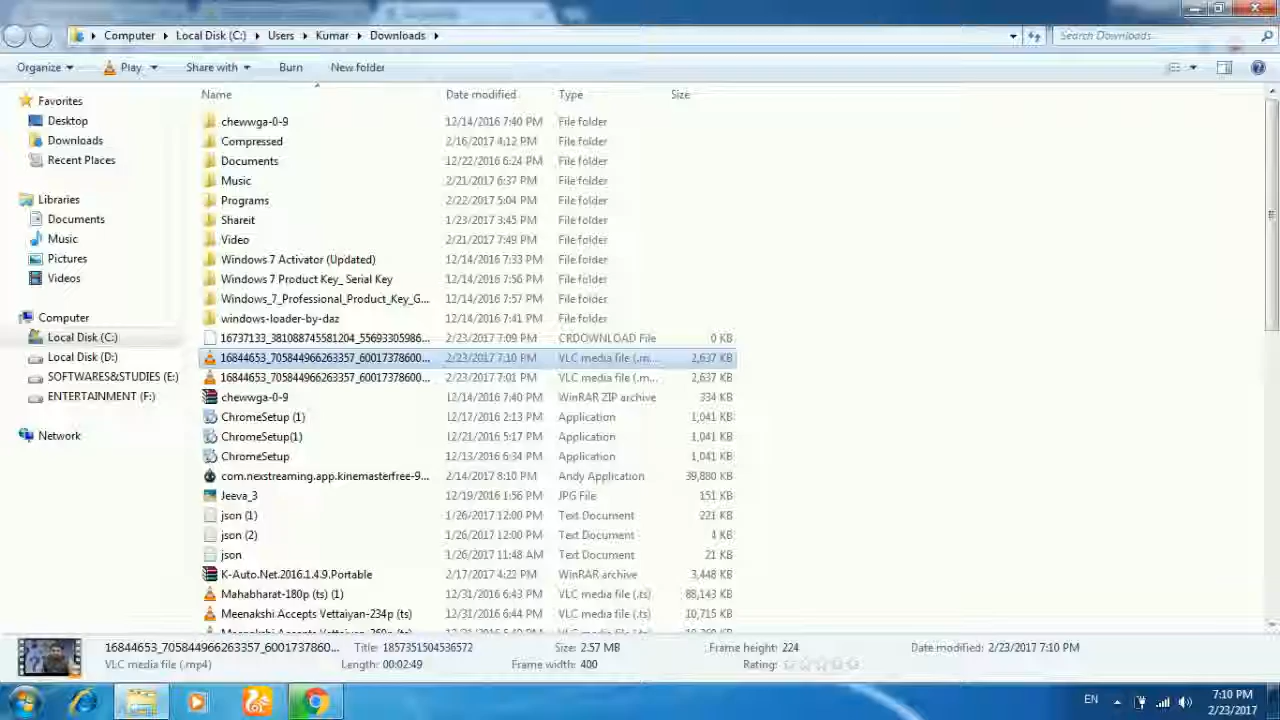 Computer Local Disk (C:) Users Kumar Downloads Search Downloads
Organize Play Share with Burn New folder
Name Date modified Type Size
Favorites
Desktop
Downloads
Recent Places
Libraries
Documents
Music
Pictures
Videos
Computer
Local Disk (C:)
Local Disk (D:)
SOFTWARES&STUDIES (E:)
ENTERTAINMENT (F:)
Network
chewwga-0-9 12/14/2016 7:40 PM File folder
Compressed 2/16/2017 4:12 PM File folder
Documents 12/22/2016 6:24 PM File folder
Music 2/21/2017 6:37 PM File folder
Programs 2/22/2017 5:04 PM File folder
Shareit 1/23/2017 3:45 PM File folder
Video 2/21/2017 7:49 PM File folder
Windows 7 Activator (Updated) 12/14/2016 7:33 PM File folder
Windows 7 Product Key_ Serial Key 12/14/2016 7:56 PM File folder
Windows_7_Professional_Product_Key_G... 12/14/2016 7:57 PM File folder
windows-loader-by-daz 12/14/2016 7:41 PM File folder
16737133_381088745581204_55693305986... 2/23/2017 7:09 PM CRDOWNLOAD File 0 KB
16844653_705844966263357_60017378600... 2/23/2017 7:10 PM VLC media file (.m... 2,637 KB
16844653_705844966263357_60017378600... 2/23/2017 7:01 PM VLC media file (.m... 2,637 KB
chewwga-0-9 12/14/2016 7:40 PM WinRAR ZIP archive 334 KB
ChromeSetup (1) 12/17/2016 2:13 PM Application 1,041 KB
ChromeSetup(1) 12/21/2016 5:17 PM Application 1,041 KB
ChromeSetup 12/13/2016 6:34 PM Application 1,041 KB
com.nexstreaming.app.kinemasterfree-9... 2/14/2017 8:10 PM Andy Application 39,880 KB
Jeeva_3 12/19/2016 1:56 PM JPG File 151 KB
json (1) 1/26/2017 12:00 PM Text Document 221 KB
json (2) 1/26/2017 12:00 PM Text Document 4 KB
json 1/26/2017 11:48 AM Text Document 21 KB
K-Auto.Net.2016.1.4.9.Portable 2/17/2017 4:22 PM WinRAR archive 3,448 KB
Mahabharat-180p (ts) (1) 12/31/2016 6:43 PM VLC media file (.ts) 88,143 KB
Meenakshi Accepts Vettaiyan-234p (ts) 12/31/2016 6:44 PM VLC media file (.ts) 10,715 KB
16844653_705844966263357_6001737860... Title: 1857351504536572 Size: 2.57 MB Frame height: 224 Date modified: 2/23/2017 7:10 PM
VLC media file (.mp4) Length: 00:02:49 Frame width: 400 Rating:
EN 7:10 PM
2/23/2017